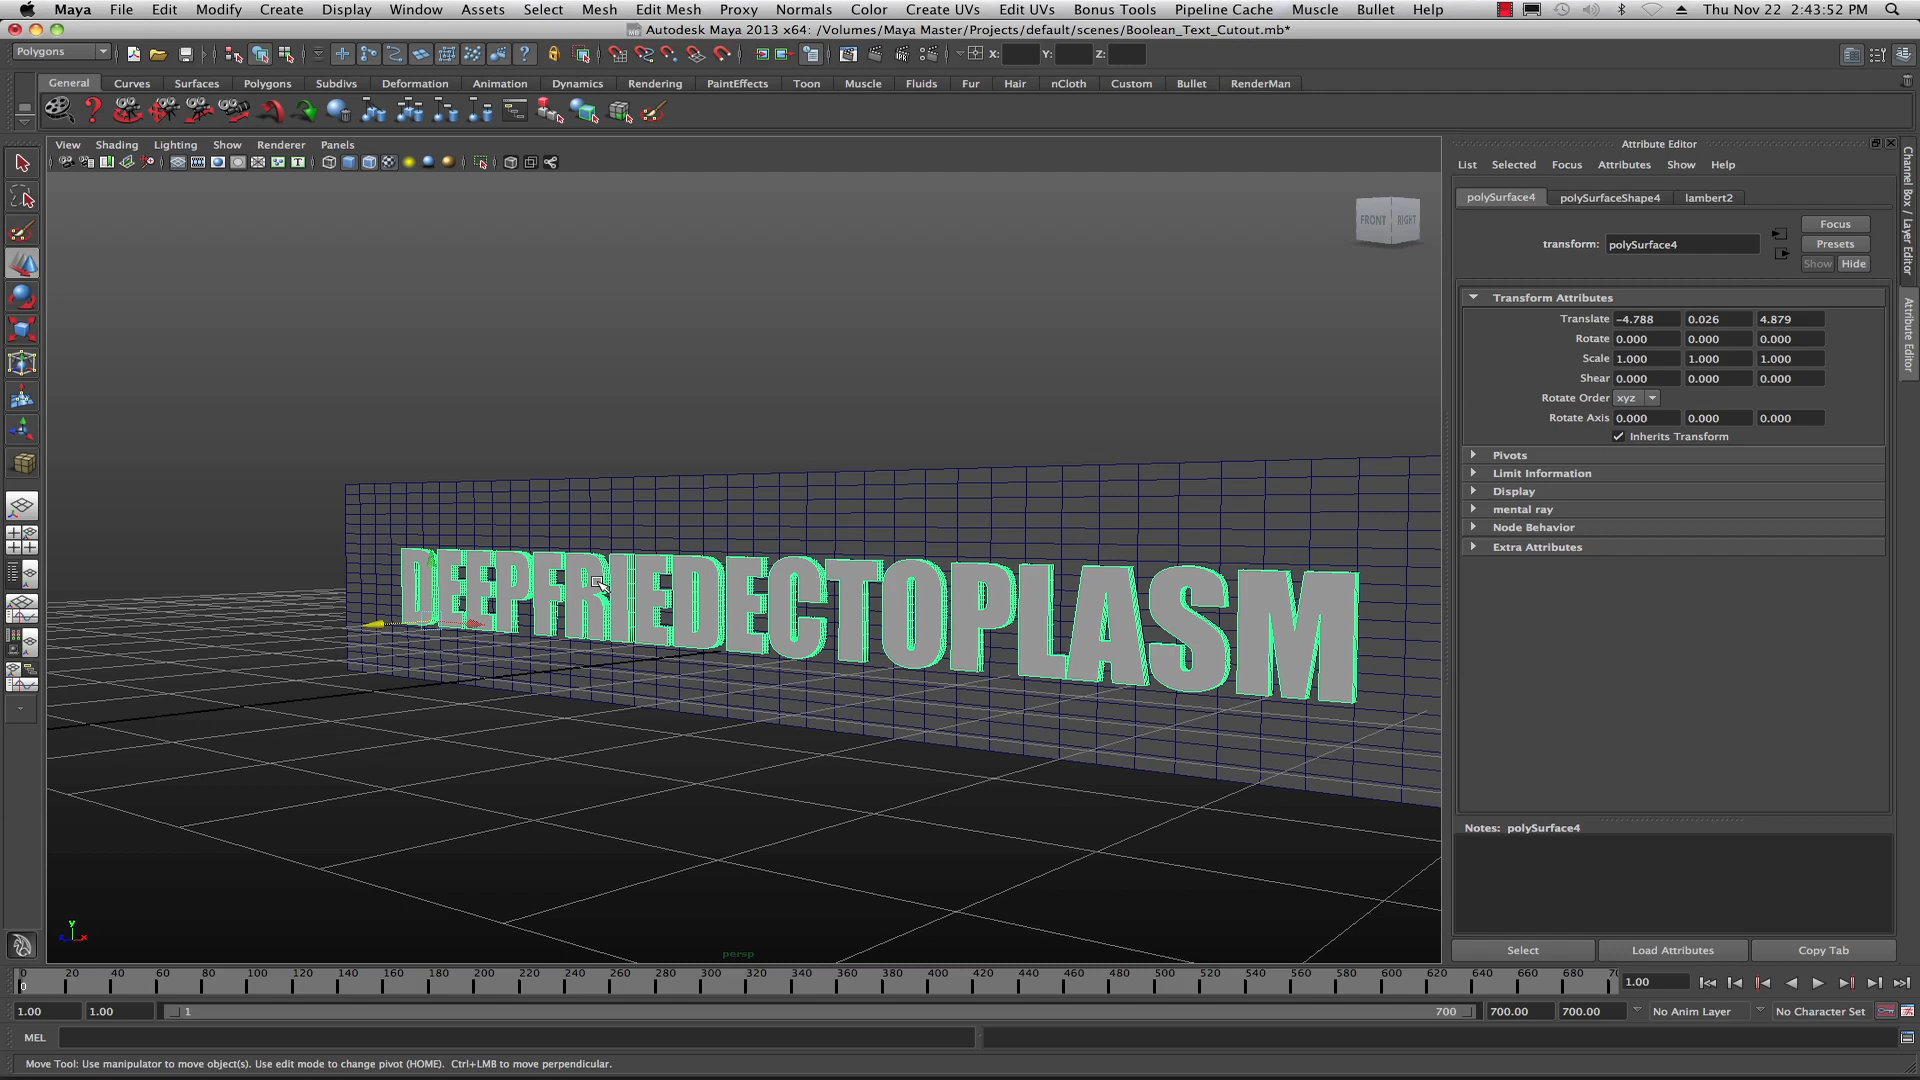 Maya File Edit Modify Create Display Window Assets Select Mesh Edit Mesh Proxy Normals Color Create UVs Edit UVs Bonus Tools Pipeline Cache Muscle Bullet Help Thu Nov 22 2:43:52 PM
Autodesk Maya 2013 x64: /Volumes/Maya Master/Projects/default/scenes/Boolean_Text_Cutout.mb*
Polygons X: Y: Z:
General Curves Surfaces Polygons Subdivs Deformation Animation Dynamics Rendering PaintEffects Toon Muscle Fluids Fur Hair nCloth Custom Bullet RenderMan
View Shading Lighting Show Renderer Panels
FRONT RIGHT
DEEPFRIEDECTOPLASM
y
x
persp
Attribute Editor
List Selected Focus Attributes Show Help
polySurface4 polySurfaceShape4 lambert2
Focus
transform: polySurface4 Presets
Show Hide
Transform Attributes
Translate -4.788 0.026 4.879
Rotate 0.000 0.000 0.000
Scale 1.000 1.000 1.000
Shear 0.000 0.000 0.000
Rotate Order xyz
Rotate Axis 0.000 0.000 0.000
Inherits Transform
Pivots
Limit Information
Display
mental ray
Node Behavior
Extra Attributes
Notes: polySurface4
Select Load Attributes Copy Tab
Channel Box / Layer Editor
Attribute Editor
0 20 40 60 80 100 120 140 160 180 200 220 240 260 280 300 320 340 360 380 400 420 440 460 480 500 520 540 560 580 600 620 640 660 680 70
0 1.00
1.00 1.00 1 700 700.00 700.00 No Anim Layer No Character Set
MEL
Move Tool: Use manipulator to move object(s). Use edit mode to change pivot (HOME). Ctrl+LMB to move perpendicular.